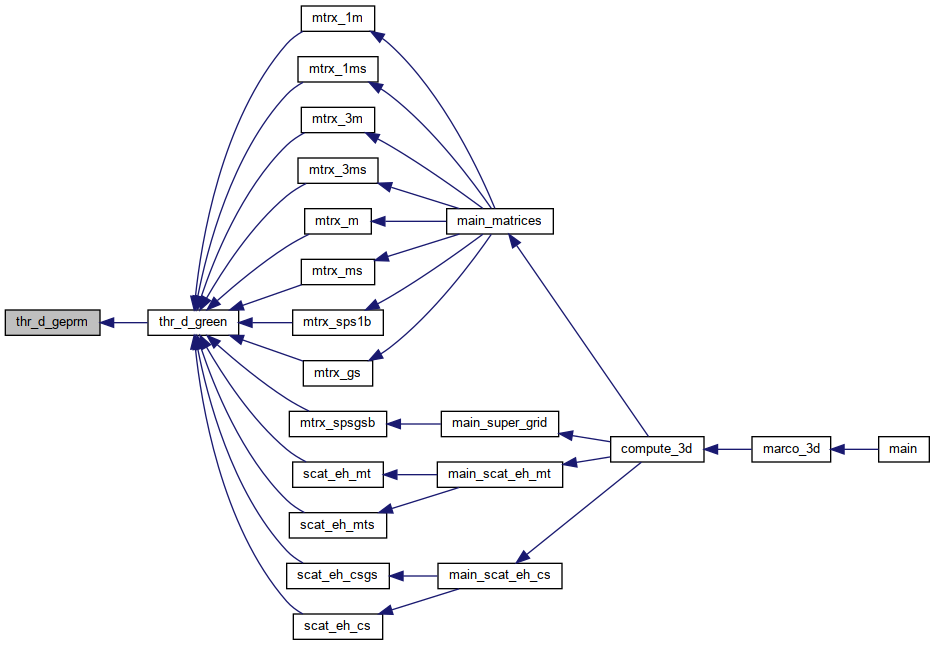 mtrx_1m
mtrx_1ms
mtrx_3m
mtrx_3ms
mtrx_m
main_matrices
mtrx_ms
thr_d_geprm
thr_d_green
mtrx_sps1b
mtrx_gs
mtrx_spsgsb
main_super_grid
compute_3d
marco_3d
main
scat_eh_mt
main_scat_eh_mt
scat_eh_mts
scat_eh_csgs
main_scat_eh_cs
scat_eh_cs